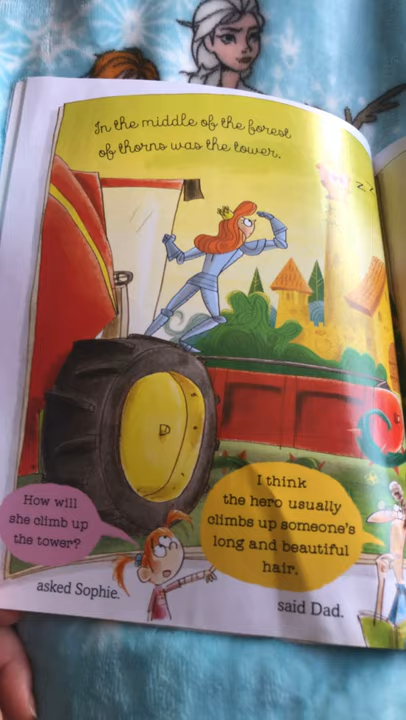 In the middle of the forest
of thorns was the tower.
z z
How will
she climb up
the tower?
I think
the hero usually
climbs up someone's
long and beautiful
hair.
asked Sophie.
said Dad.